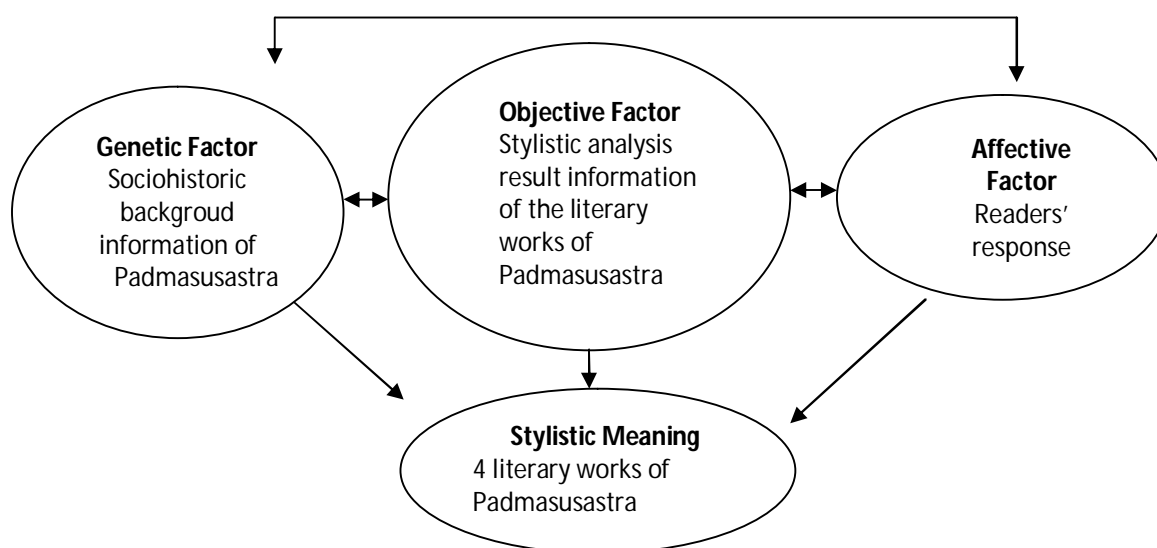 Genetic Factor
Sociohistoric
backgroud
information of
Padmasusastra
Objective Factor
Stylistic analysis
result information
of the literary
works of
Padmasusastra
Affective
Factor
Readers’
response
Stylistic Meaning
4 literary works of
Padmasusastra